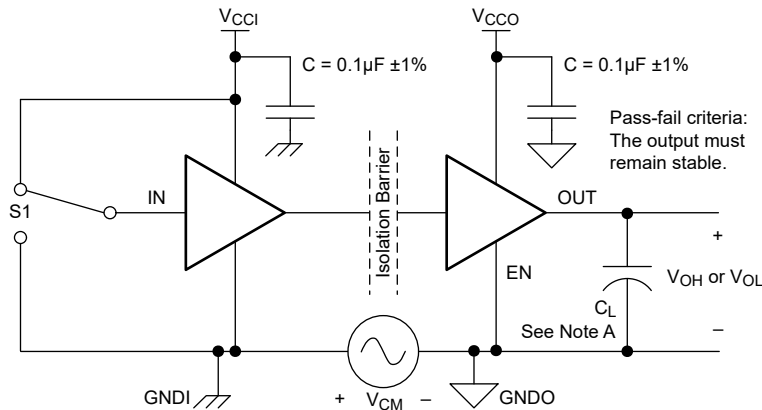 VCCI
VCCO
C = 0.1µF ±1%
C = 0.1µF ±1%
Pass-fail criteria:
The output must
remain stable.
Isolation Barrier
IN
OUT
S1
+
EN
VOH or VOL
CL
See Note A
–
GNDI
+ VCM –
GNDO